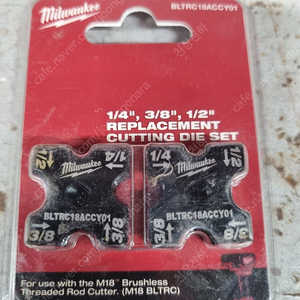 Milwaukee
BLTRC18ACCY01
1/4", 3/8", 1/2"
REPLACEMENT
CUTTING DIE SET
1/2 1/4
Milwaukee
BLTRC18ACCY01
3/8 3/8
1/4 1/2
Milwaukee
BLTRC18ACCY01
3/8 3/8
For use with the M18™ Brushless
Threaded Rod Cutter. (M18 BLTRC)